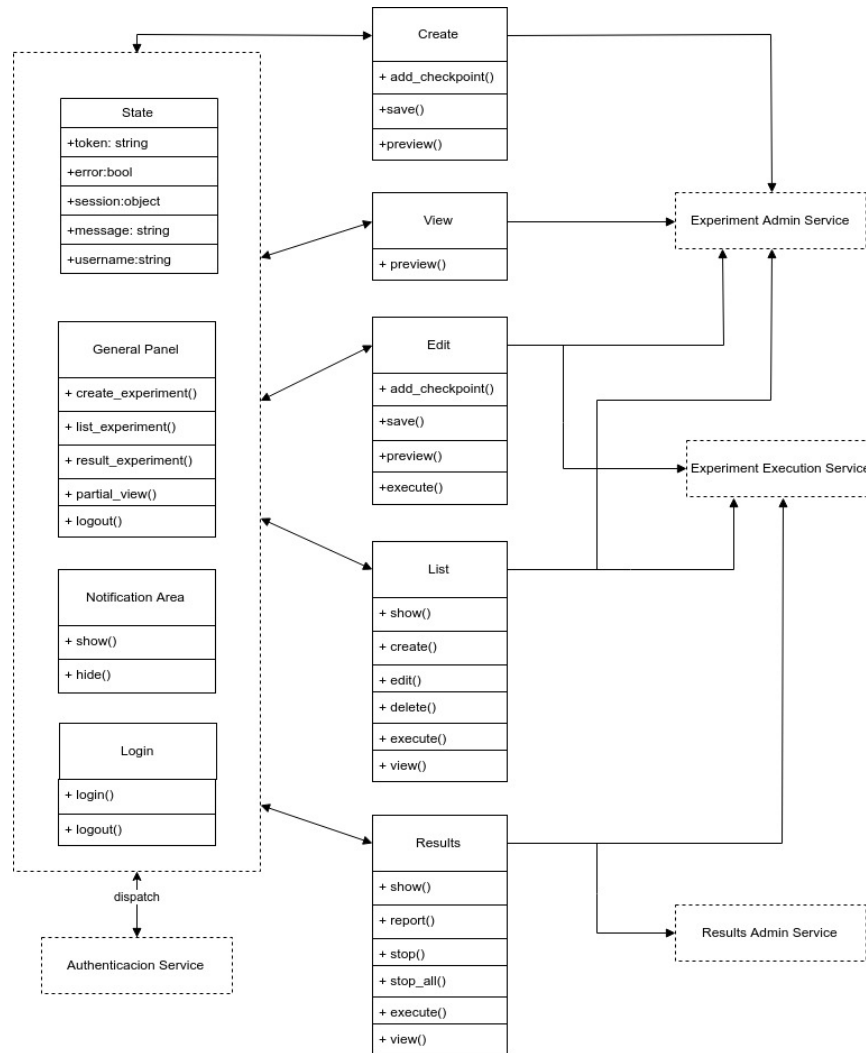 Create
+ add_checkpoint()
+save()
+preview()
State
+token: string
+error:bool
+session:object
+message: string
+username:string
View
+ preview()
Experiment Admin Service
General Panel
+ create_experiment()
+ list_experiment()
+ result_experiment()
+ partial_view()
+ logout()
Edit
+ add_checkpoint()
+save()
+preview()
+execute()
Experiment Execution Service
Notification Area
+ show()
+ hide()
List
+ show()
+ create()
+ edit()
+ delete()
+ execute()
+ view()
Login
+ login()
+ logout()
dispatch
Authenticacion Service
Results
+ show()
+ report()
+ stop()
+ stop_all()
+ execute()
+ view()
Results Admin Service